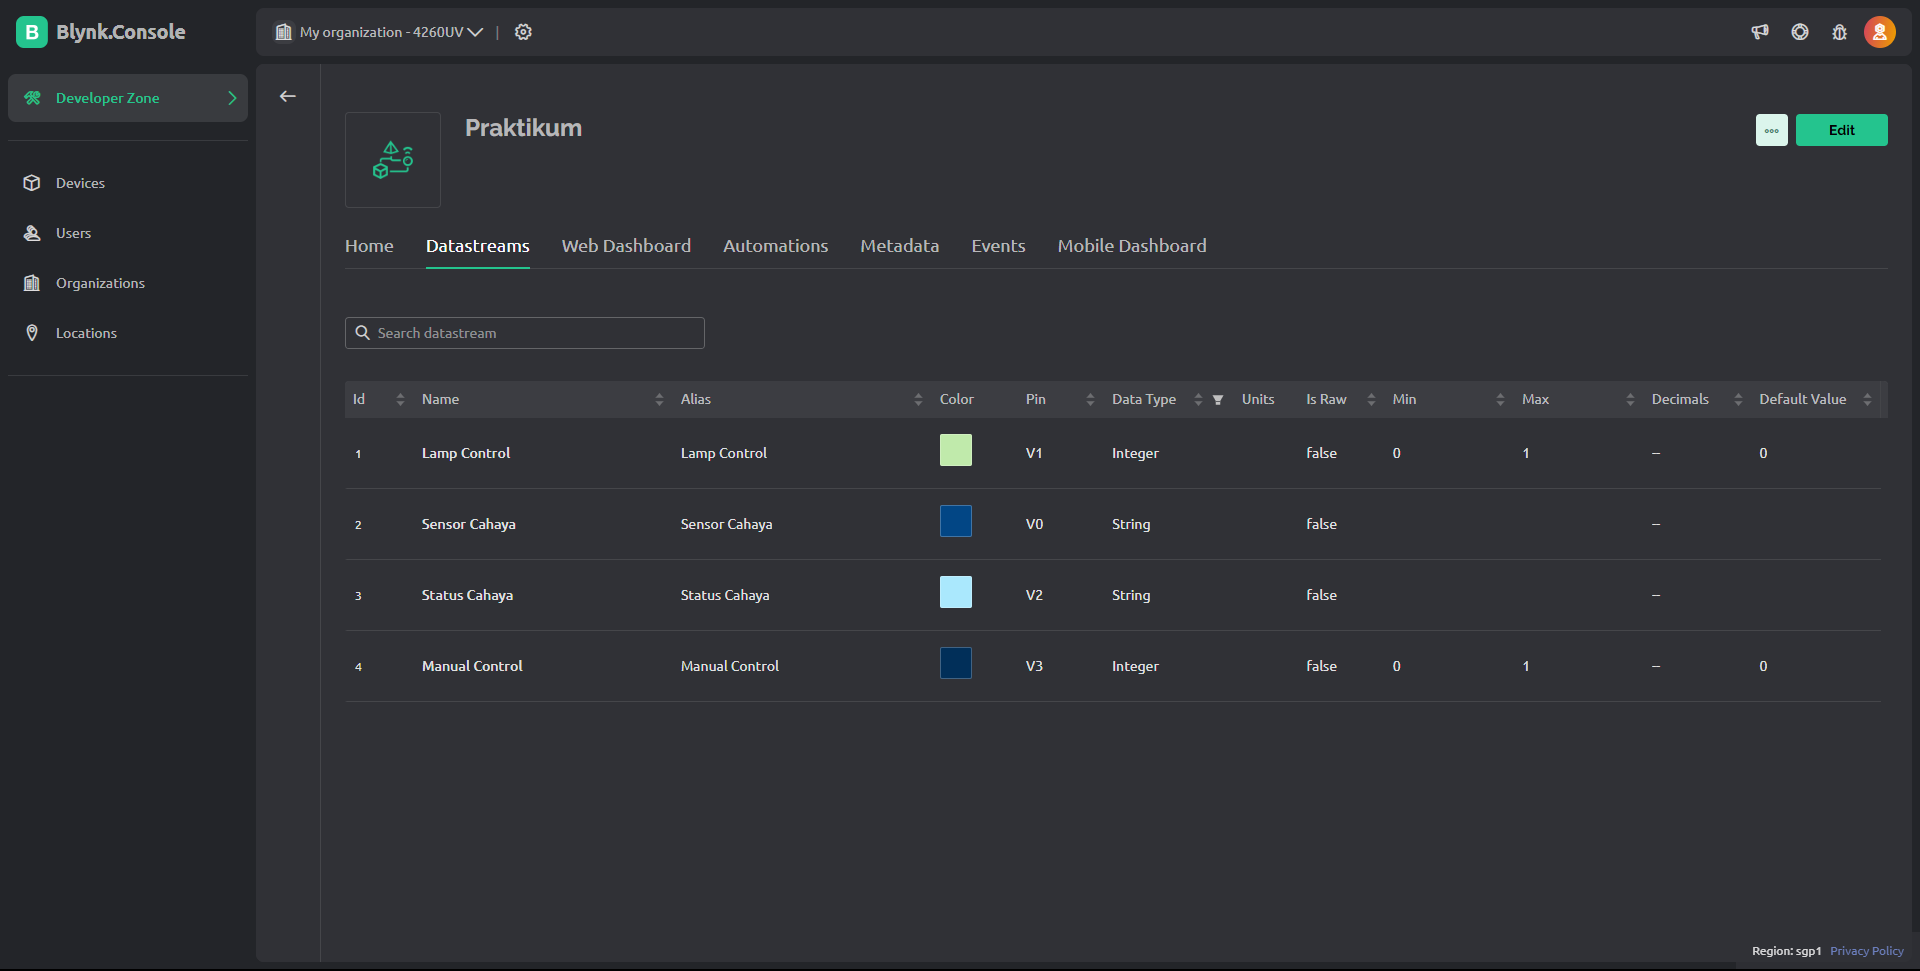 B Blynk.Console
My organization - 4260UV |
Developer Zone
Devices
Users
Organizations
Locations
Praktikum
Edit
Home Datastreams Web Dashboard Automations Metadata Events Mobile Dashboard
Search datastream
Id Name Alias Color Pin Data Type Units Is Raw Min Max Decimals Default Value
1 Lamp Control Lamp Control V1 Integer false 0 1 – 0
2 Sensor Cahaya Sensor Cahaya V0 String false –
3 Status Cahaya Status Cahaya V2 String false –
4 Manual Control Manual Control V3 Integer false 0 1 – 0
Region: sgp1 Privacy Policy